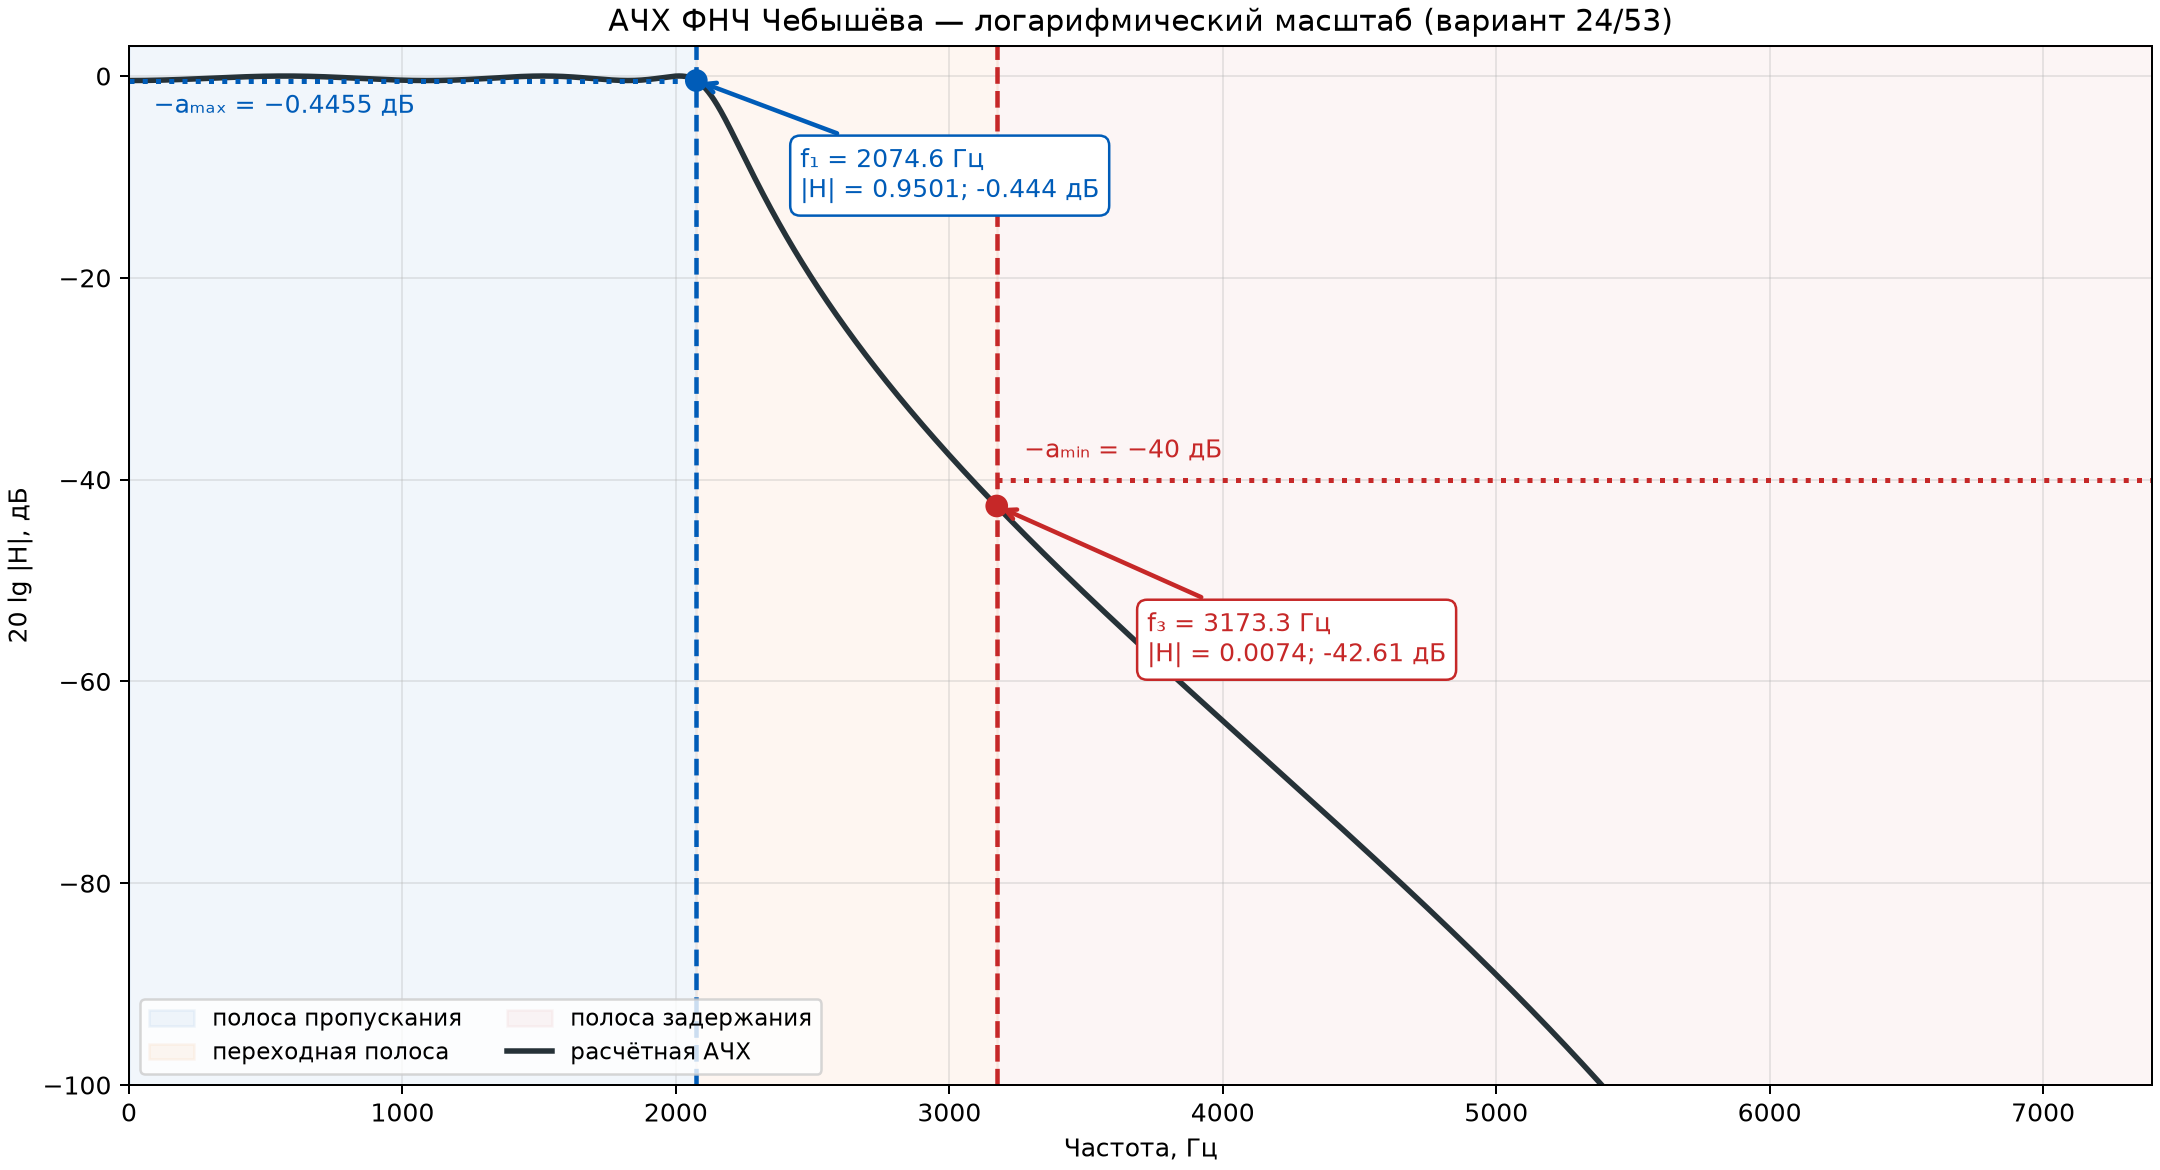 АЧХ ФНЧ Чебышёва — логарифмический масштаб (вариант 24/53)
20 lg |H|, дБ
0
−20
−40
−60
−80
−100
−aₘₐₓ = −0.4455 дБ
f₁ = 2074.6 Гц
|H| = 0.9501; -0.444 дБ
−aₘᵢₙ = −40 дБ
f₃ = 3173.3 Гц
|H| = 0.0074; -42.61 дБ
полоса пропускания
переходная полоса
полоса задержания
расчётная АЧХ
0 1000 2000 3000 4000 5000 6000 7000
Частота, Гц